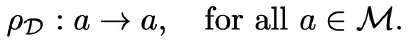 ρ_𝒟 : a → a, for all a ∈ ℳ.